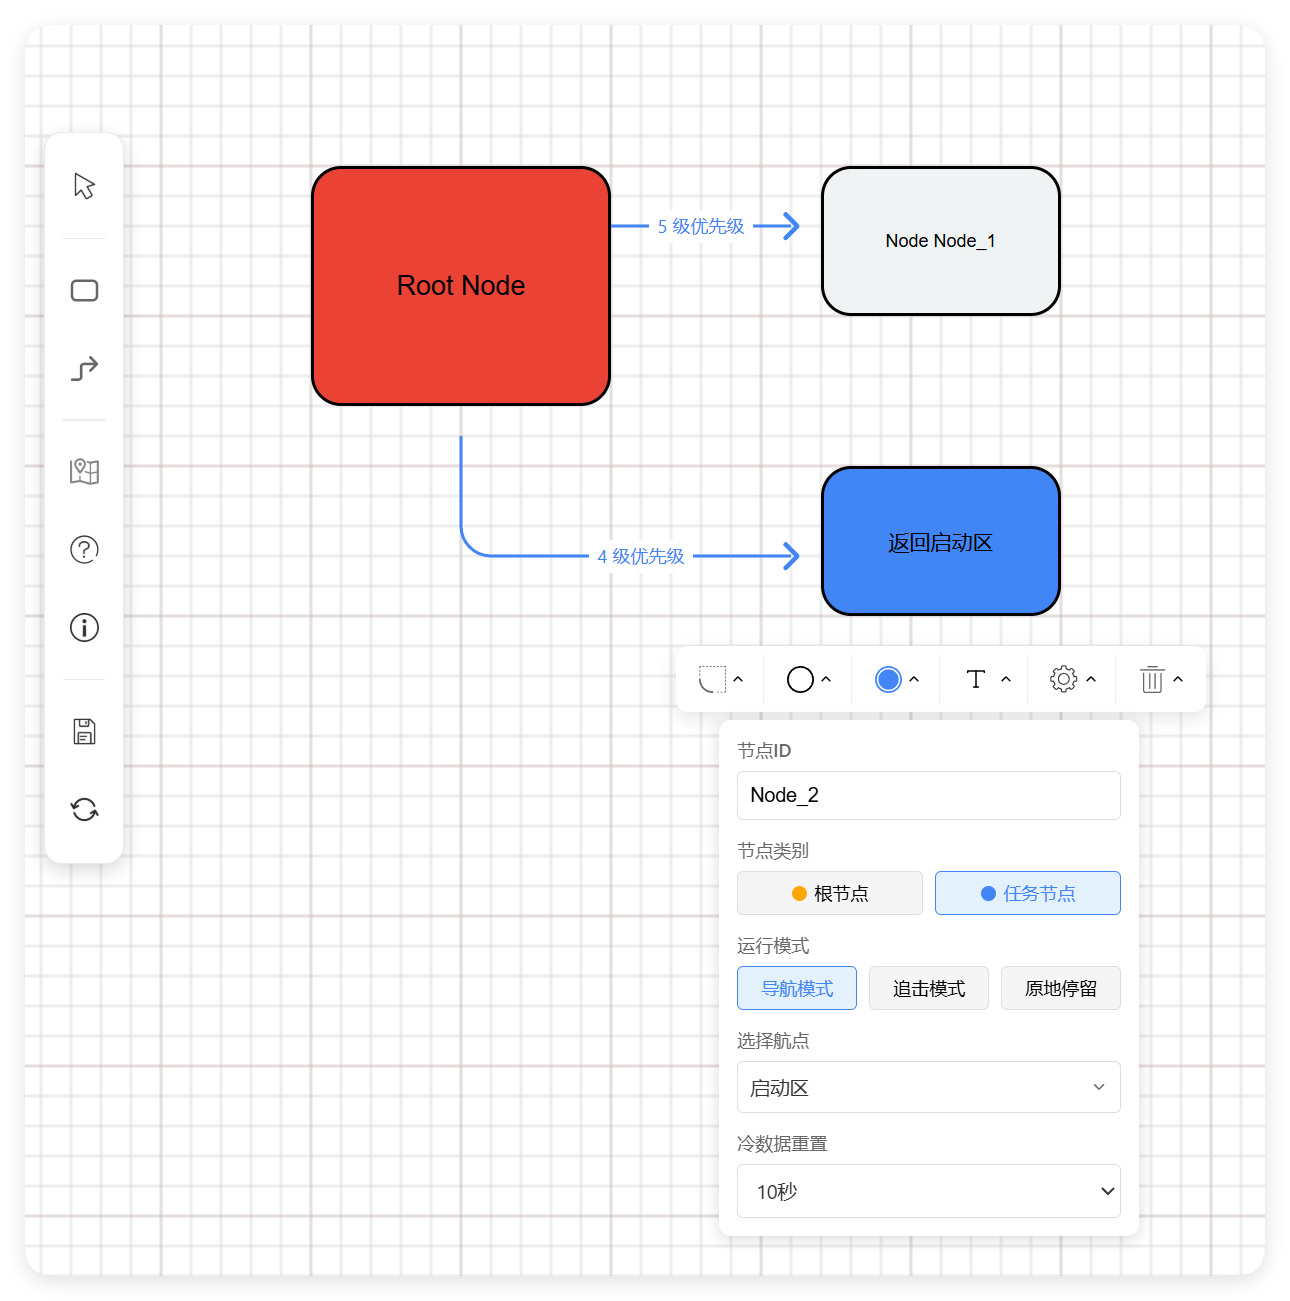 Root Node
5 级优先级
Node Node_1
4 级优先级
返回启动区
T
节点ID
Node_2
节点类别
根节点
任务节点
运行模式
导航模式
追击模式
原地停留
选择航点
启动区
冷数据重置
10秒